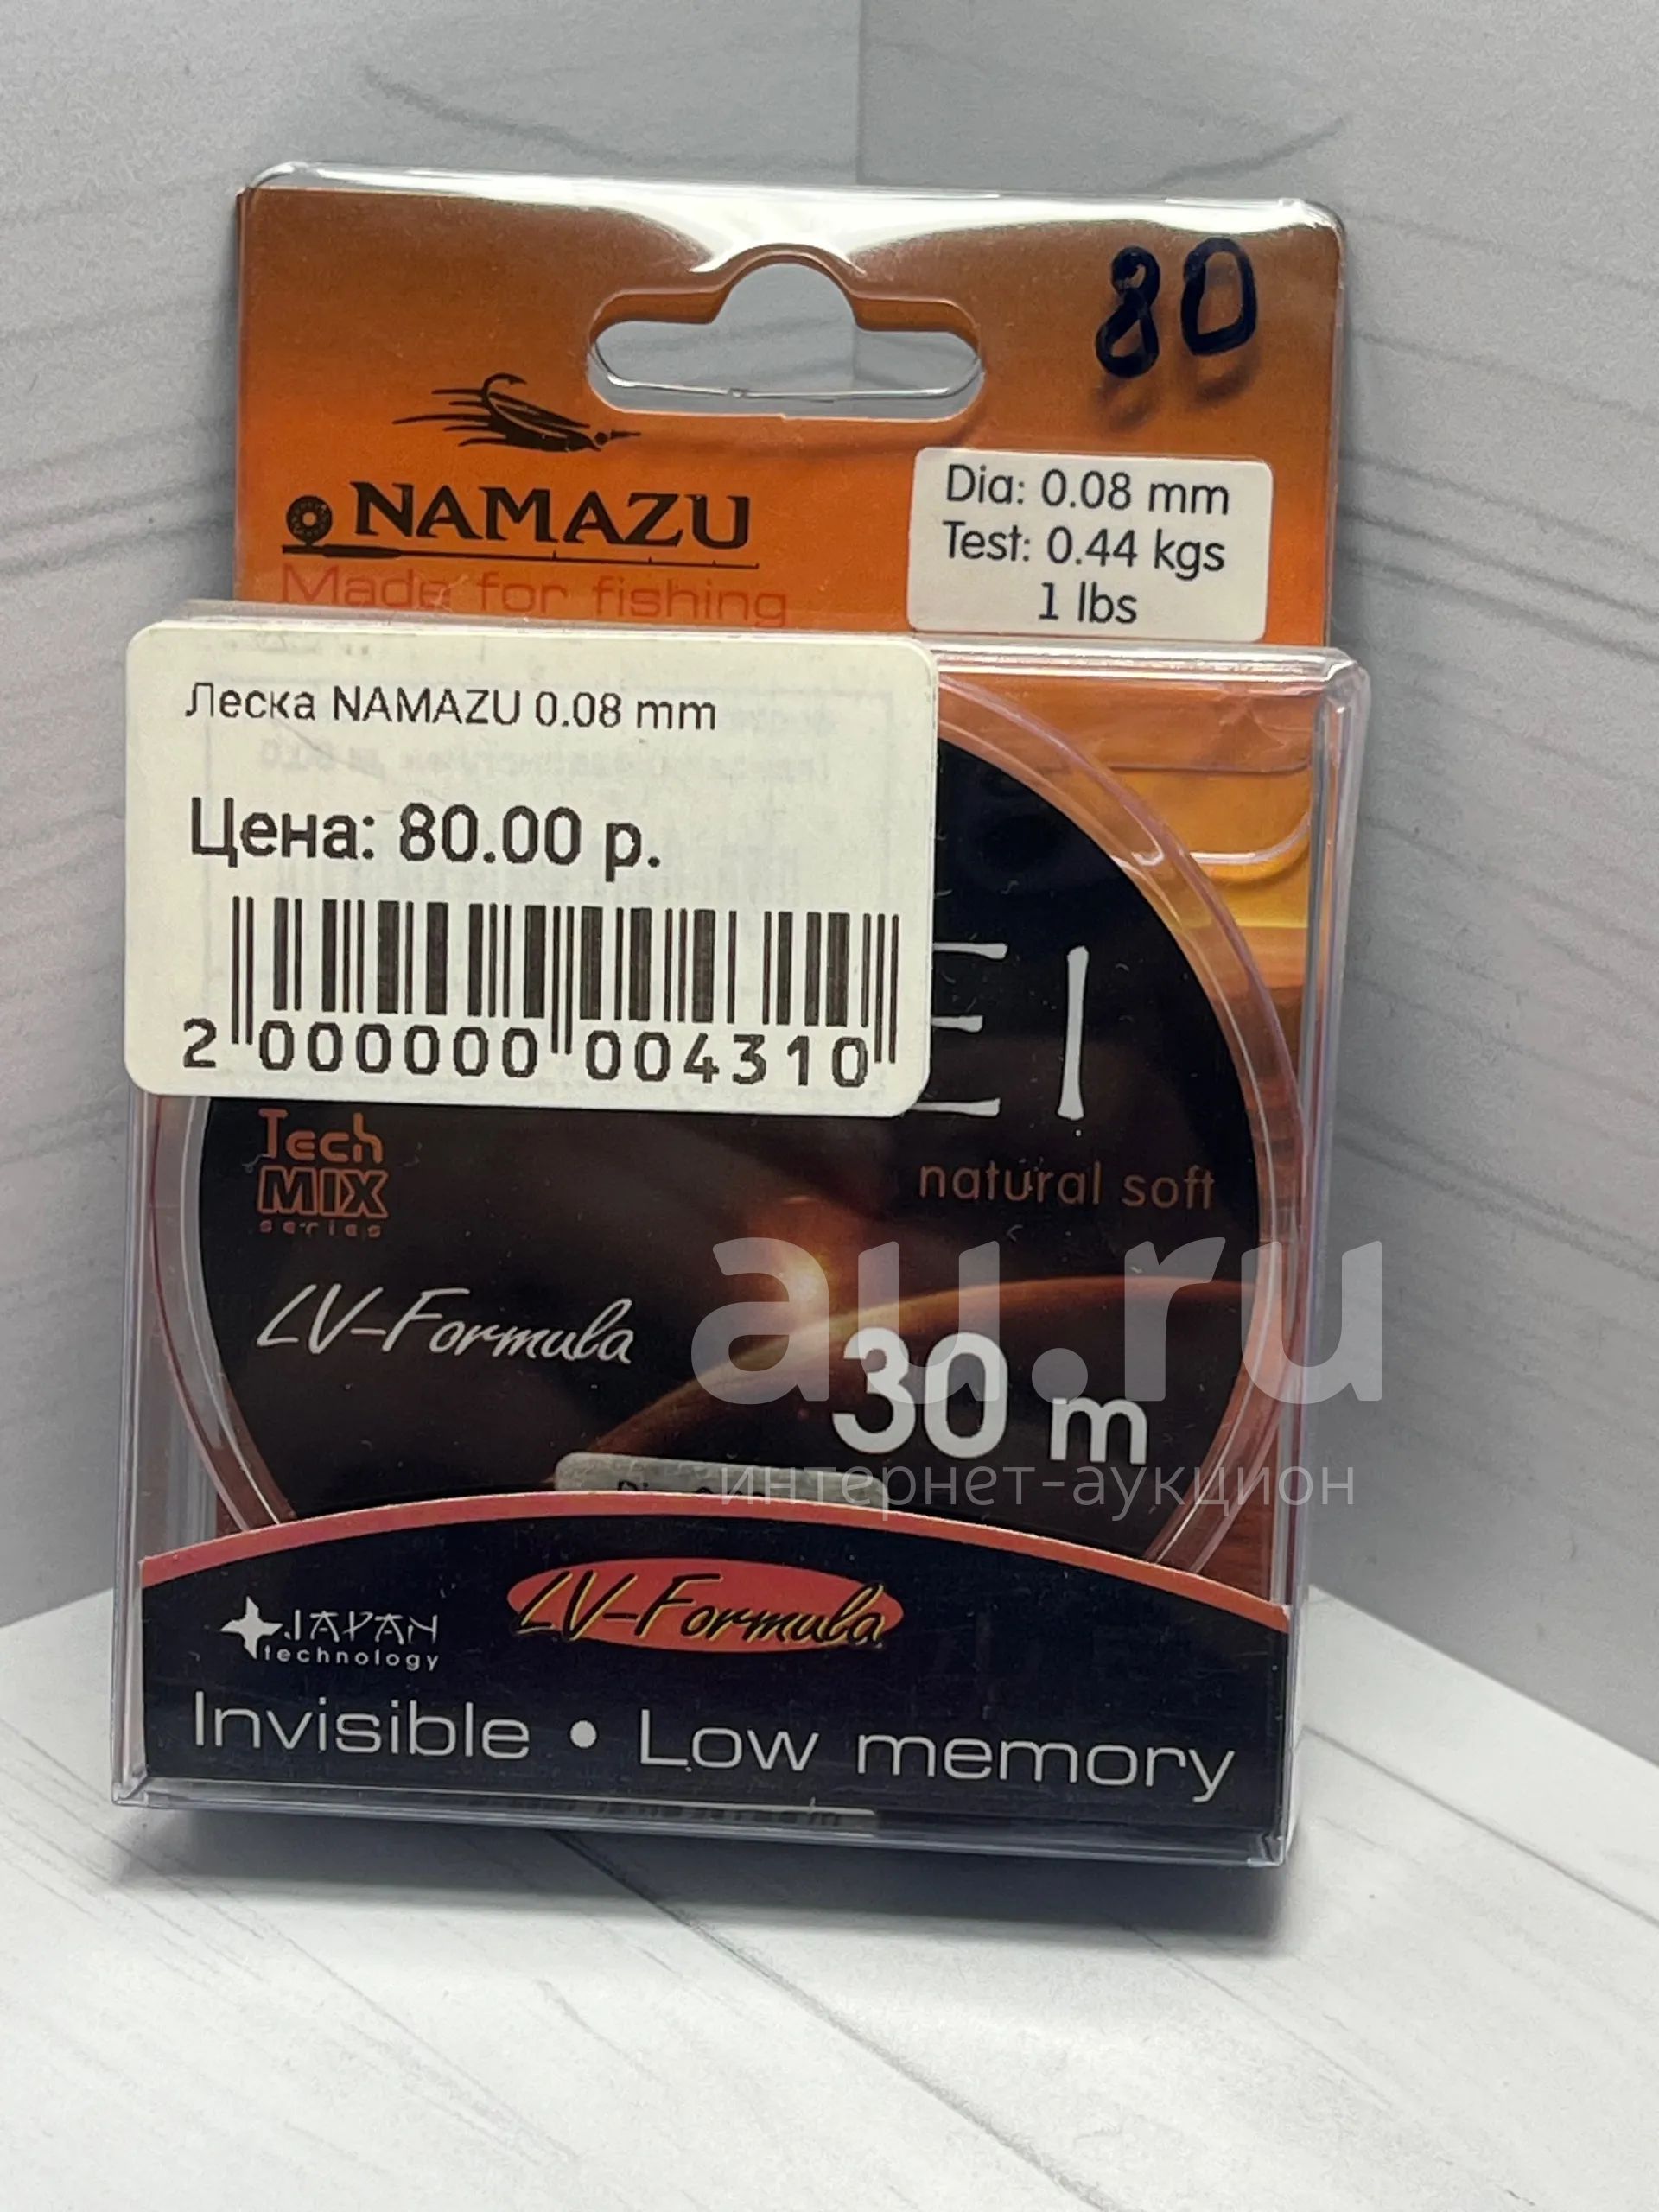 80
NAMAZU
Made for fishing
Dia: 0.08 mm
Test: 0.44 kgs
1 lbs
Леска NAMAZU 0.08 mm
Цена: 80.00 р.
2 000000 004310
EI
natural soft
Tech
MIX
series
LV-Formula
30 m
au.ru
интернет-аукцион
JAPAN
technology
LV-Formula
Invisible • Low memory